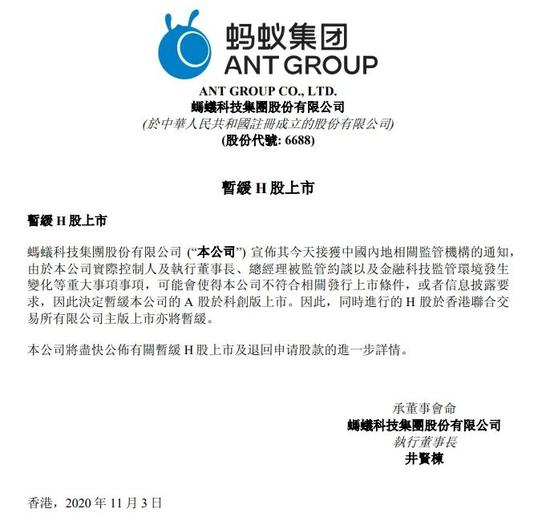 蚂蚁集团
ANT GROUP
ANT GROUP CO., LTD.
螞蟻科技集團股份有限公司
(於中華人民共和國註冊成立的股份有限公司)
(股份代號: 6688)
暫緩 H 股上市
暫緩 H 股上市
螞蟻科技集團股份有限公司 (“本公司”) 宣佈其今天接獲中國內地相關監管機構的通知,
由於本公司實際控制人及執行董事長、總經理被監管約談以及金融科技監管環境發生
變化等重大事項事項，可能會使得本公司不符合相關發行上市條件，或者信息披露要
求，因此決定暫緩本公司的 A 股於科創版上市。因此，同時進行的 H 股於香港聯合交
易所有限公司主版上市亦將暫緩。
本公司將盡快公佈有關暫緩 H 股上市及退回申請股款的進一步詳情。
承董事會命
螞蟻科技集團股份有限公司
執行董事長
井賢棟
香港，2020 年 11 月 3 日